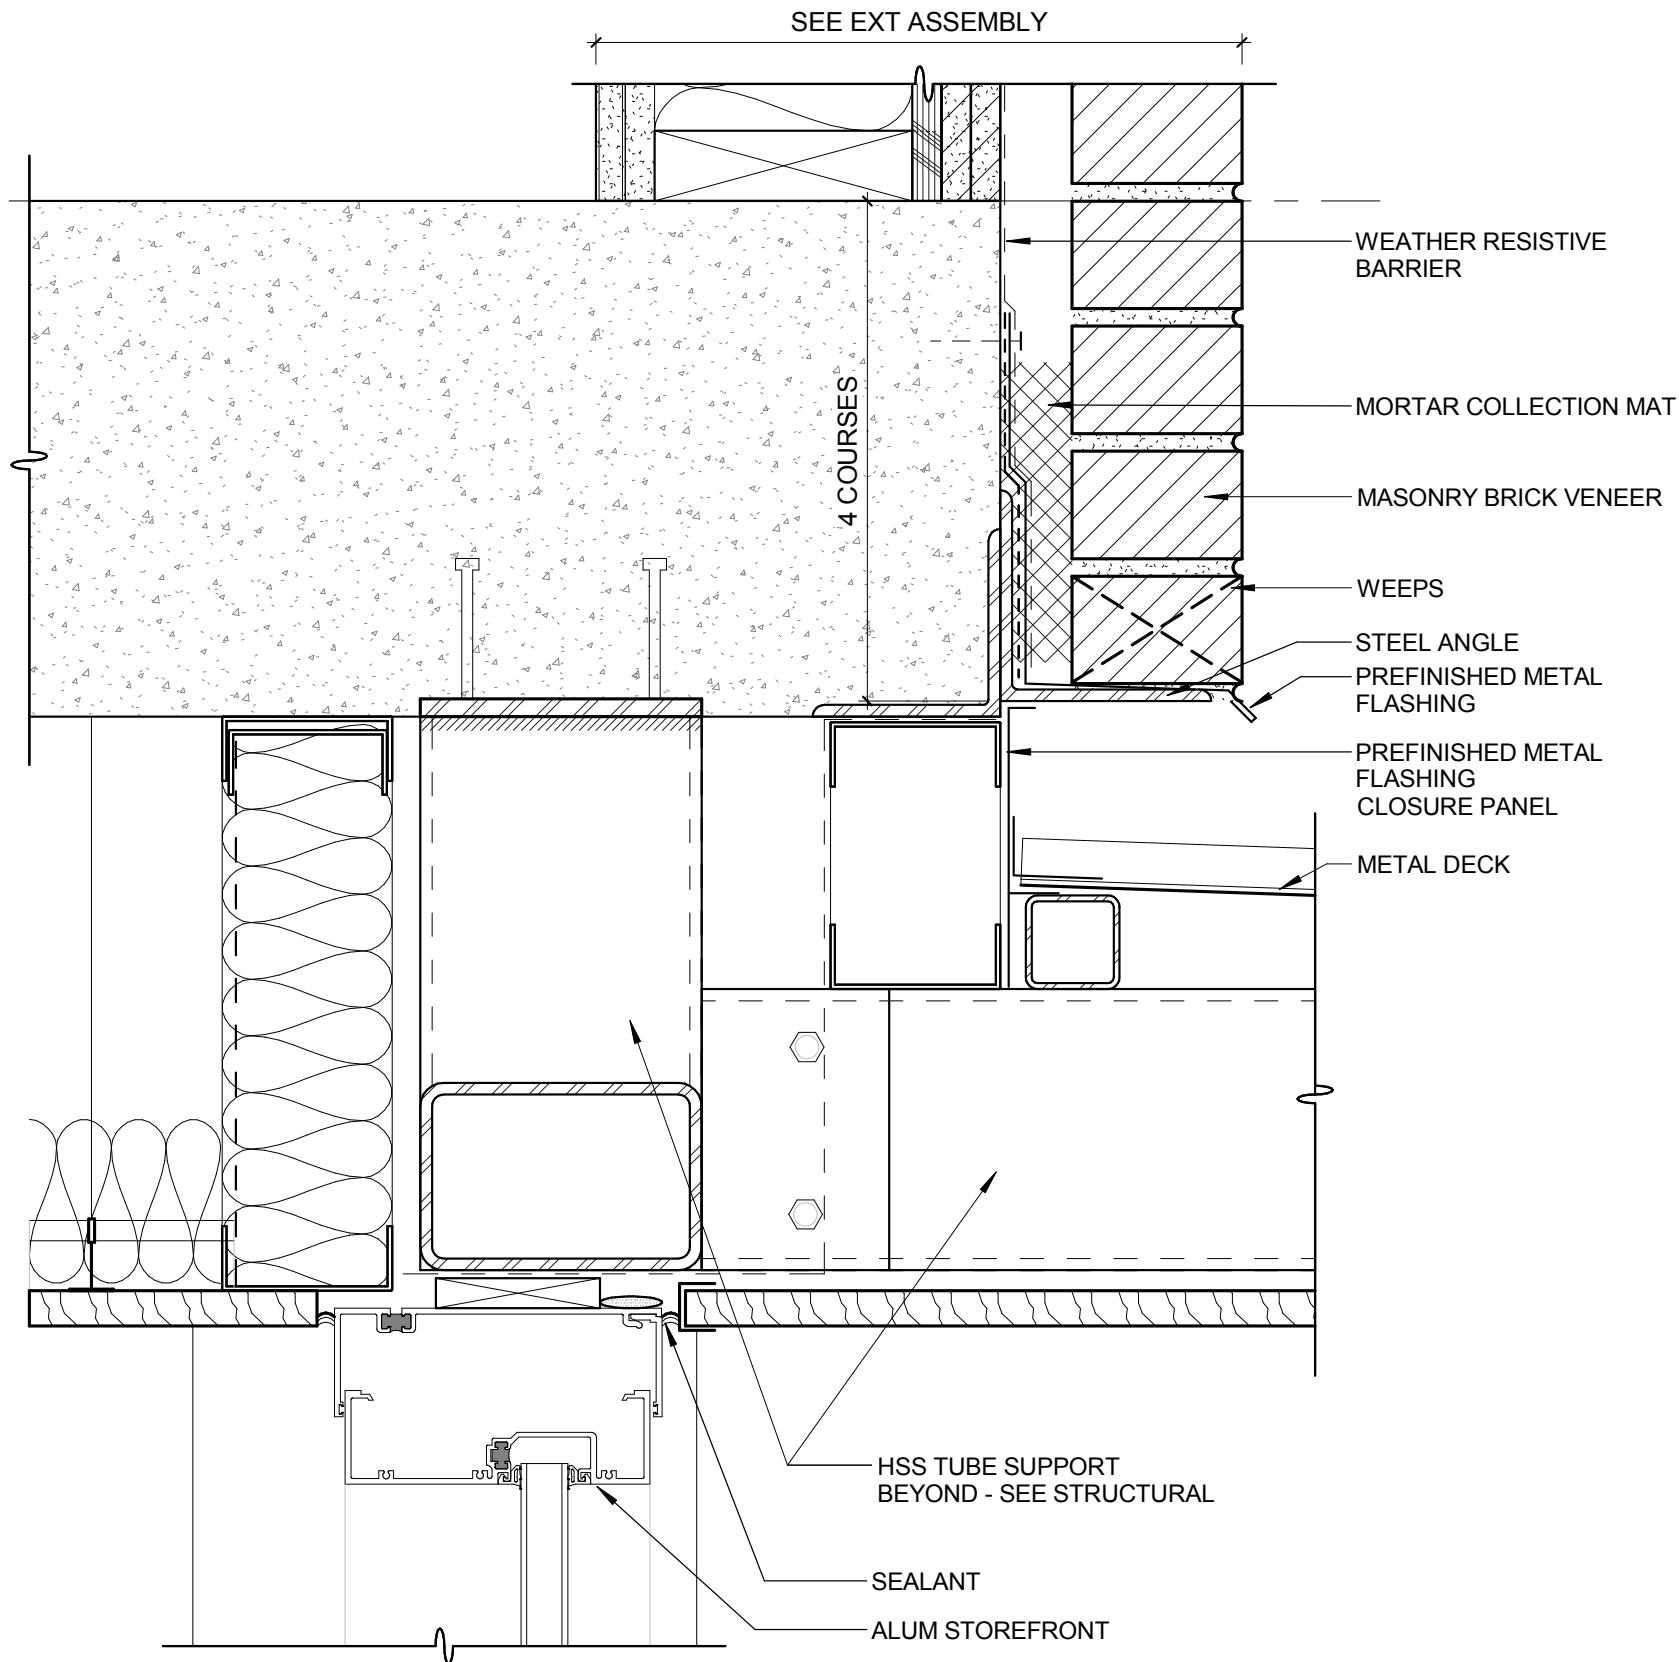 SEE EXT ASSEMBLY
WEATHER RESISTIVE
BARRIER
4 COURSES
MORTAR COLLECTION MAT
MASONRY BRICK VENEER
WEEPS
STEEL ANGLE
PREFINISHED METAL
FLASHING
PREFINISHED METAL
FLASHING
CLOSURE PANEL
METAL DECK
HSS TUBE SUPPORT
BEYOND - SEE STRUCTURAL
SEALANT
ALUM STOREFRONT